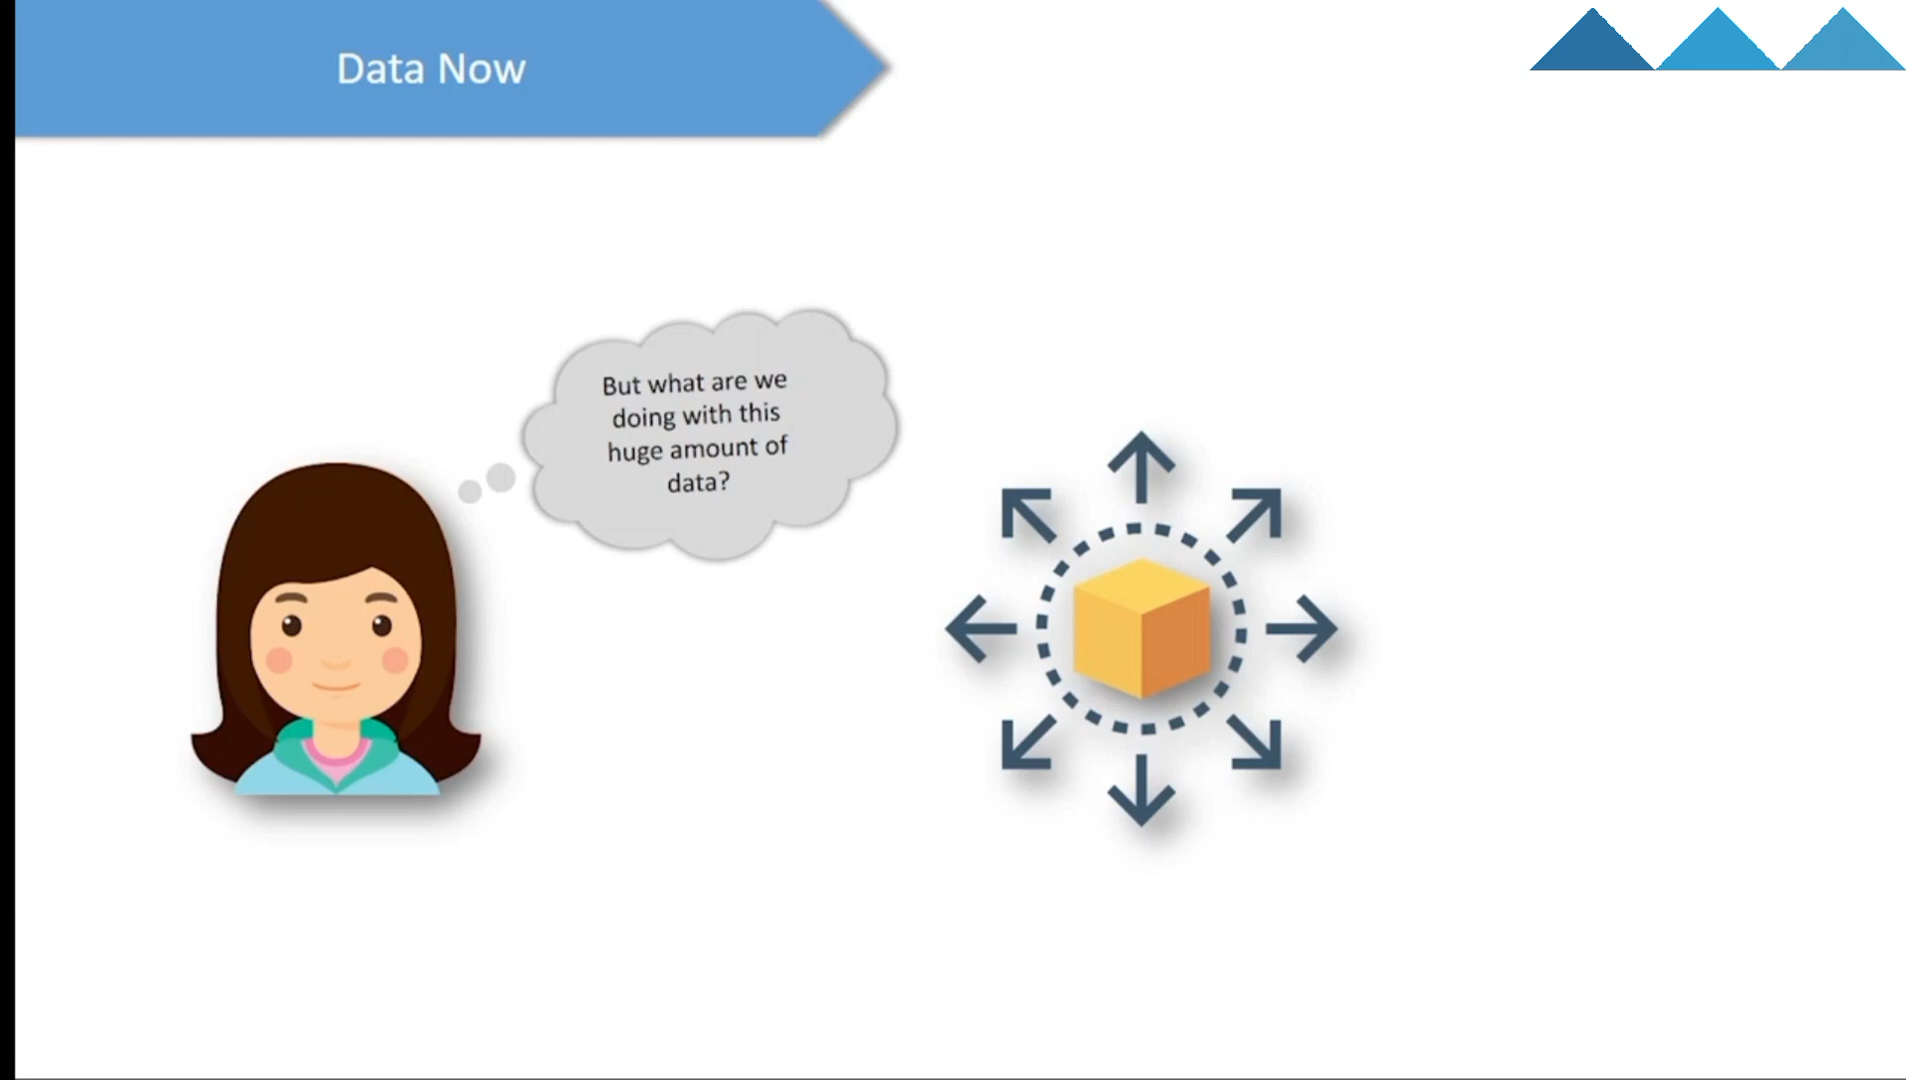 Data Now
But what are we
doing with this
huge amount of
data?